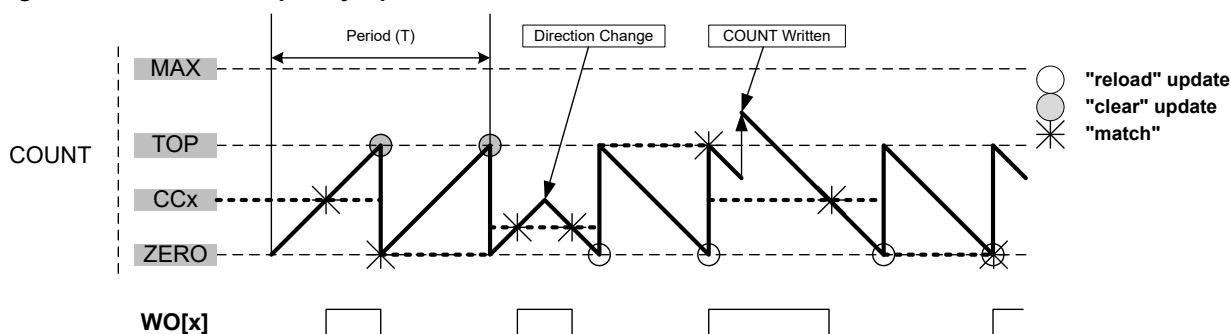 Period (T)
Direction Change
COUNT Written
MAX
"reload" update
"clear" update
TOP
"match"
COUNT
CCx
ZERO
WO[x]